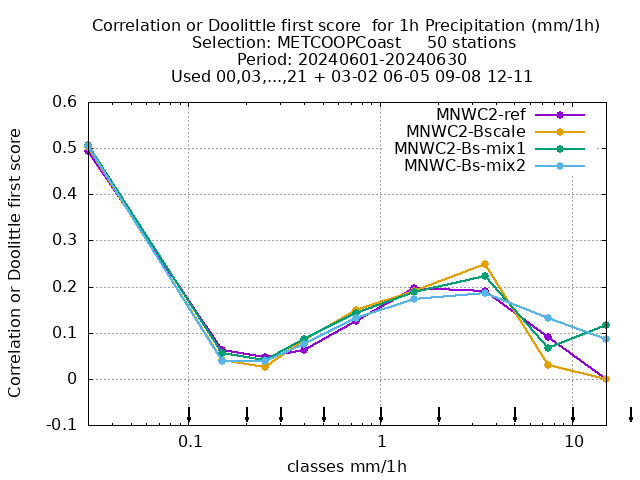 Correlation or Doolittle first score  for 1h Precipitation (mm/1h)
Selection: METCOOPCoast     50 stations
Period: 20240601-20240630
Used 00,03,...,21 + 03-02 06-05 09-08 12-11
MNWC2-ref
MNWC2-Bscale
MNWC2-Bs-mix1
MNWC-Bs-mix2
Correlation or Doolittle first score
0.6
0.5
0.4
0.3
0.2
0.1
0
-0.1
0.1
1
10
classes mm/1h